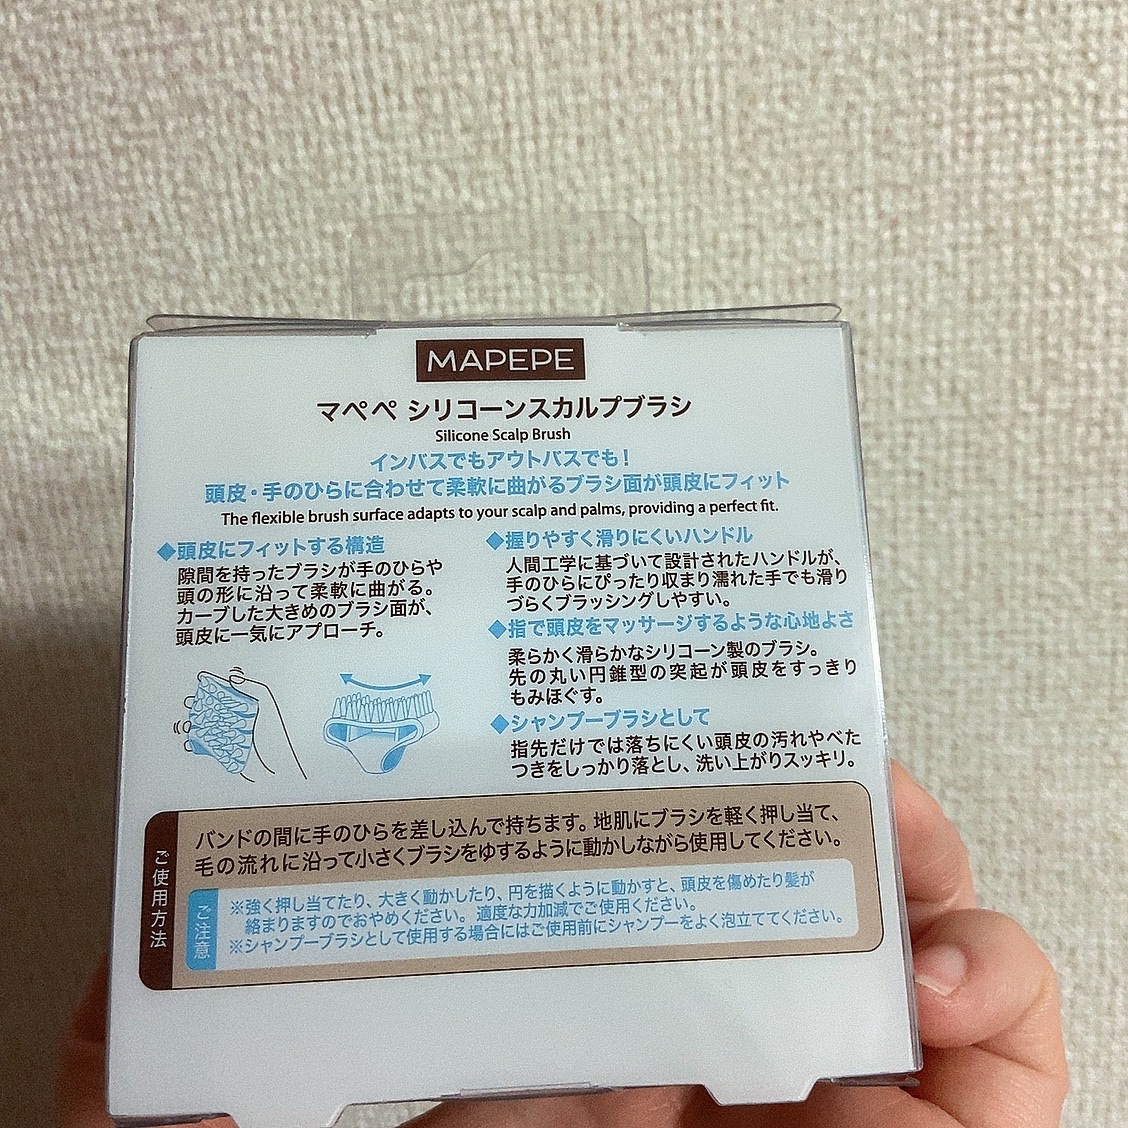 MAPEPE
マペペ シリコーンスカルプブラシ
Silicone Scalp Brush
インバスでもアウトバスでも!
頭皮・手のひらに合わせて柔軟に曲がるブラシ面が頭皮にフィット
The flexible brush surface adapts to your scalp and palms, providing a perfect fit.
◆頭皮にフィットする構造
隙間を持ったブラシが手のひらや
頭の形に沿って柔軟に曲がる。
カーブした大きめのブラシ面が、
頭皮に一気にアプローチ。
◆握りやすく滑りにくいハンドル
人間工学に基づいて設計されたハンドルが、
手のひらにぴったり収まり濡れた手でも滑り
づらくブラッシングしやすい。
◆指で頭皮をマッサージするような心地よさ
柔らかく滑らかなシリコーン製のブラシ。
先の丸い円錐型の突起が頭皮をすっきり
もみほぐす。
◆シャンプーブラシとして
指先だけでは落ちにくい頭皮の汚れやべた
つきをしっかり落とし、洗い上がりスッキリ。
ご使用方法
バンドの間に手のひらを差し込んで持ちます。地肌にブラシを軽く押し当て、
毛の流れに沿って小さくブラシをゆするように動かしながら使用してください。
ご注意
※強く押し当てたり、大きく動かしたり、円を描くように動かすと、頭皮を傷めたり髪が
絡まりますのでおやめください。適度な力加減でご使用ください。
※シャンプーブラシとして使用する場合にはご使用前にシャンプーをよく泡立ててください。